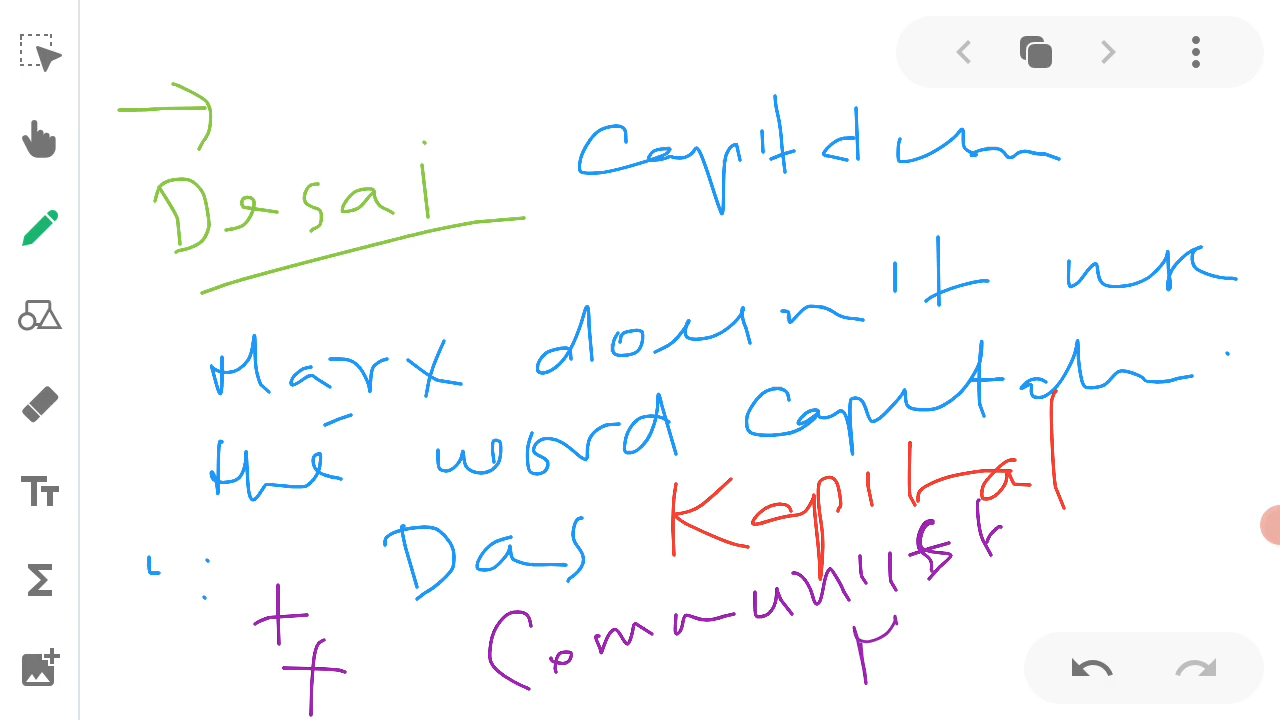 → Desai
Capitalism
Marx doesn't use
the word Capitalism.
Das Kapital
++ Communist